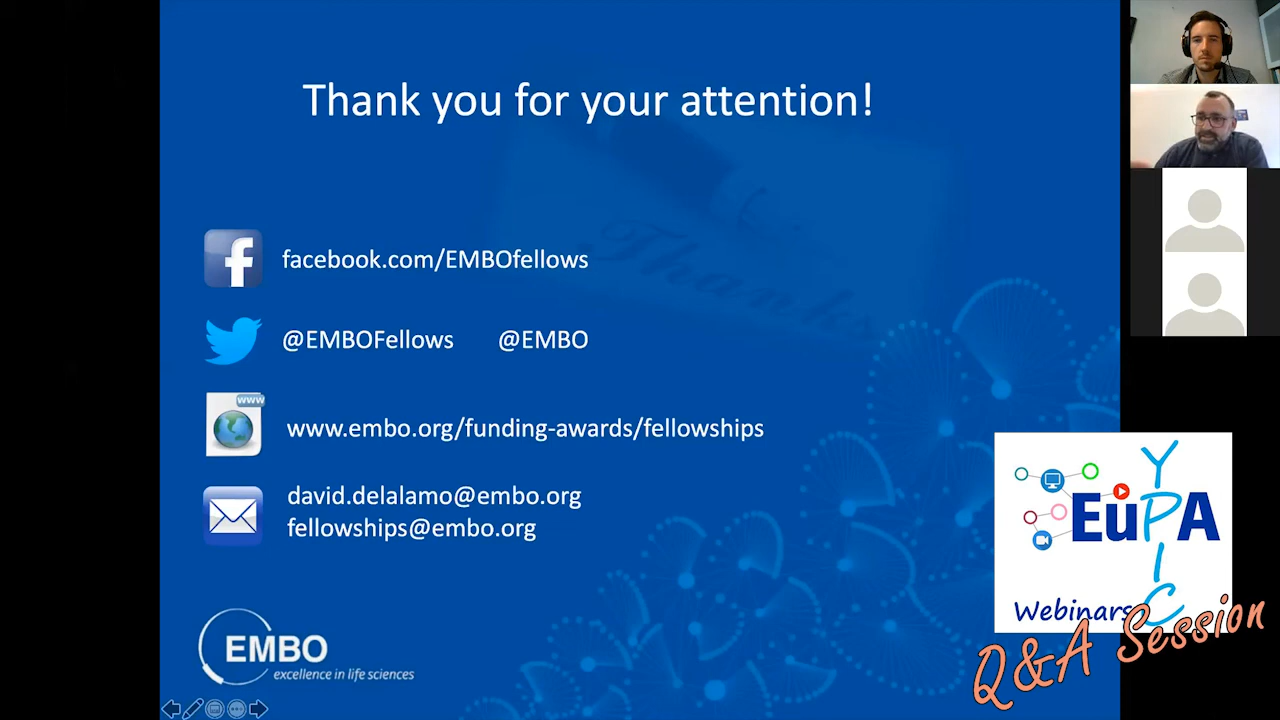 Thank you for your attention!
Thanks
facebook.com/EMBOfellows
@EMBOFellows @EMBO
www
www.embo.org/funding-awards/fellowships
david.delalamo@embo.org
fellowships@embo.org
EMBO
excellence in life sciences
EuPA
YPIC
Webinars
Q&A Session